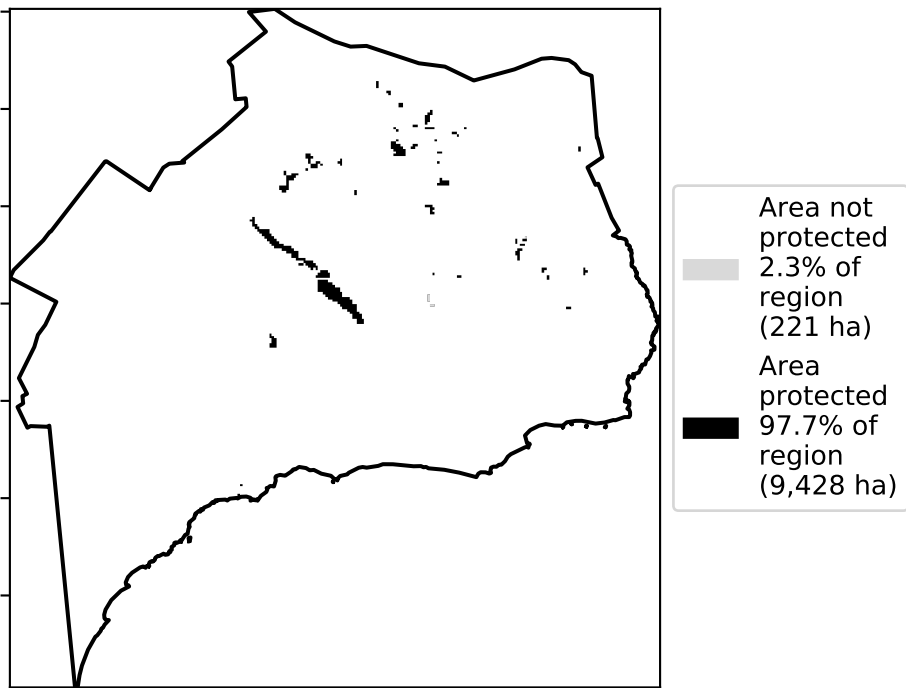 Area not
protected
2.3% of
region
(221 ha)
Area
protected
97.7% of
region
(9,428 ha)